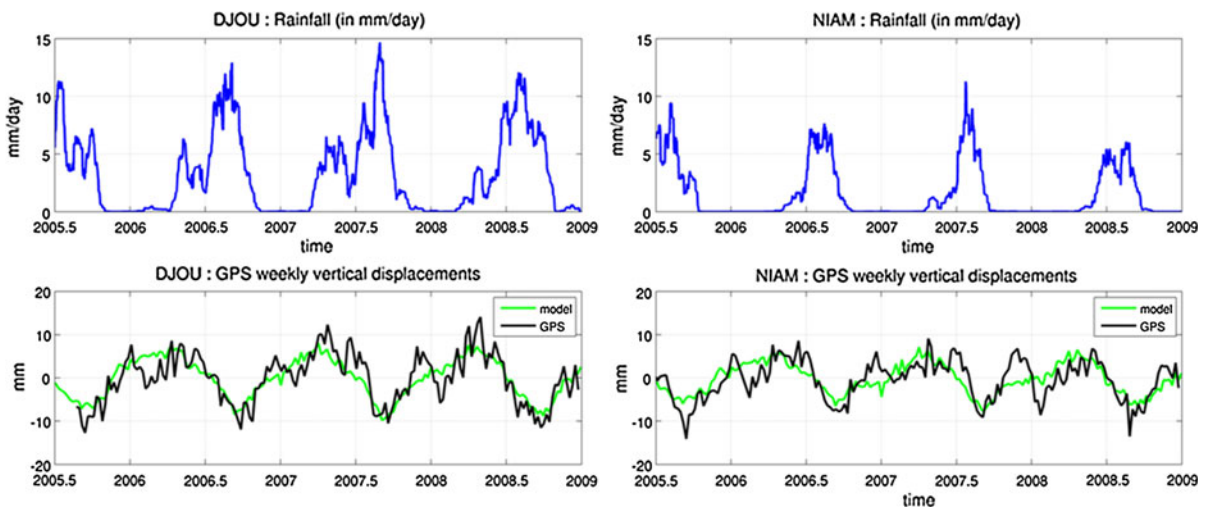 DJOU : Rainfall (in mm/day)
15
10
5
0
mm/day
2005.5 2006 2006.5 2007 2007.5 2008 2008.5 2009
time
NIAM : Rainfall (in mm/day)
15
10
5
0
mm/day
2005.5 2006 2006.5 2007 2007.5 2008 2008.5 2009
time
DJOU : GPS weekly vertical displacements
20
10
0
-10
-20
mm
model
GPS
2005.5 2006 2006.5 2007 2007.5 2008 2008.5 2009
NIAM : GPS weekly vertical displacements
20
10
0
-10
-20
mm
model
GPS
2005.5 2006 2006.5 2007 2007.5 2008 2008.5 2009
time